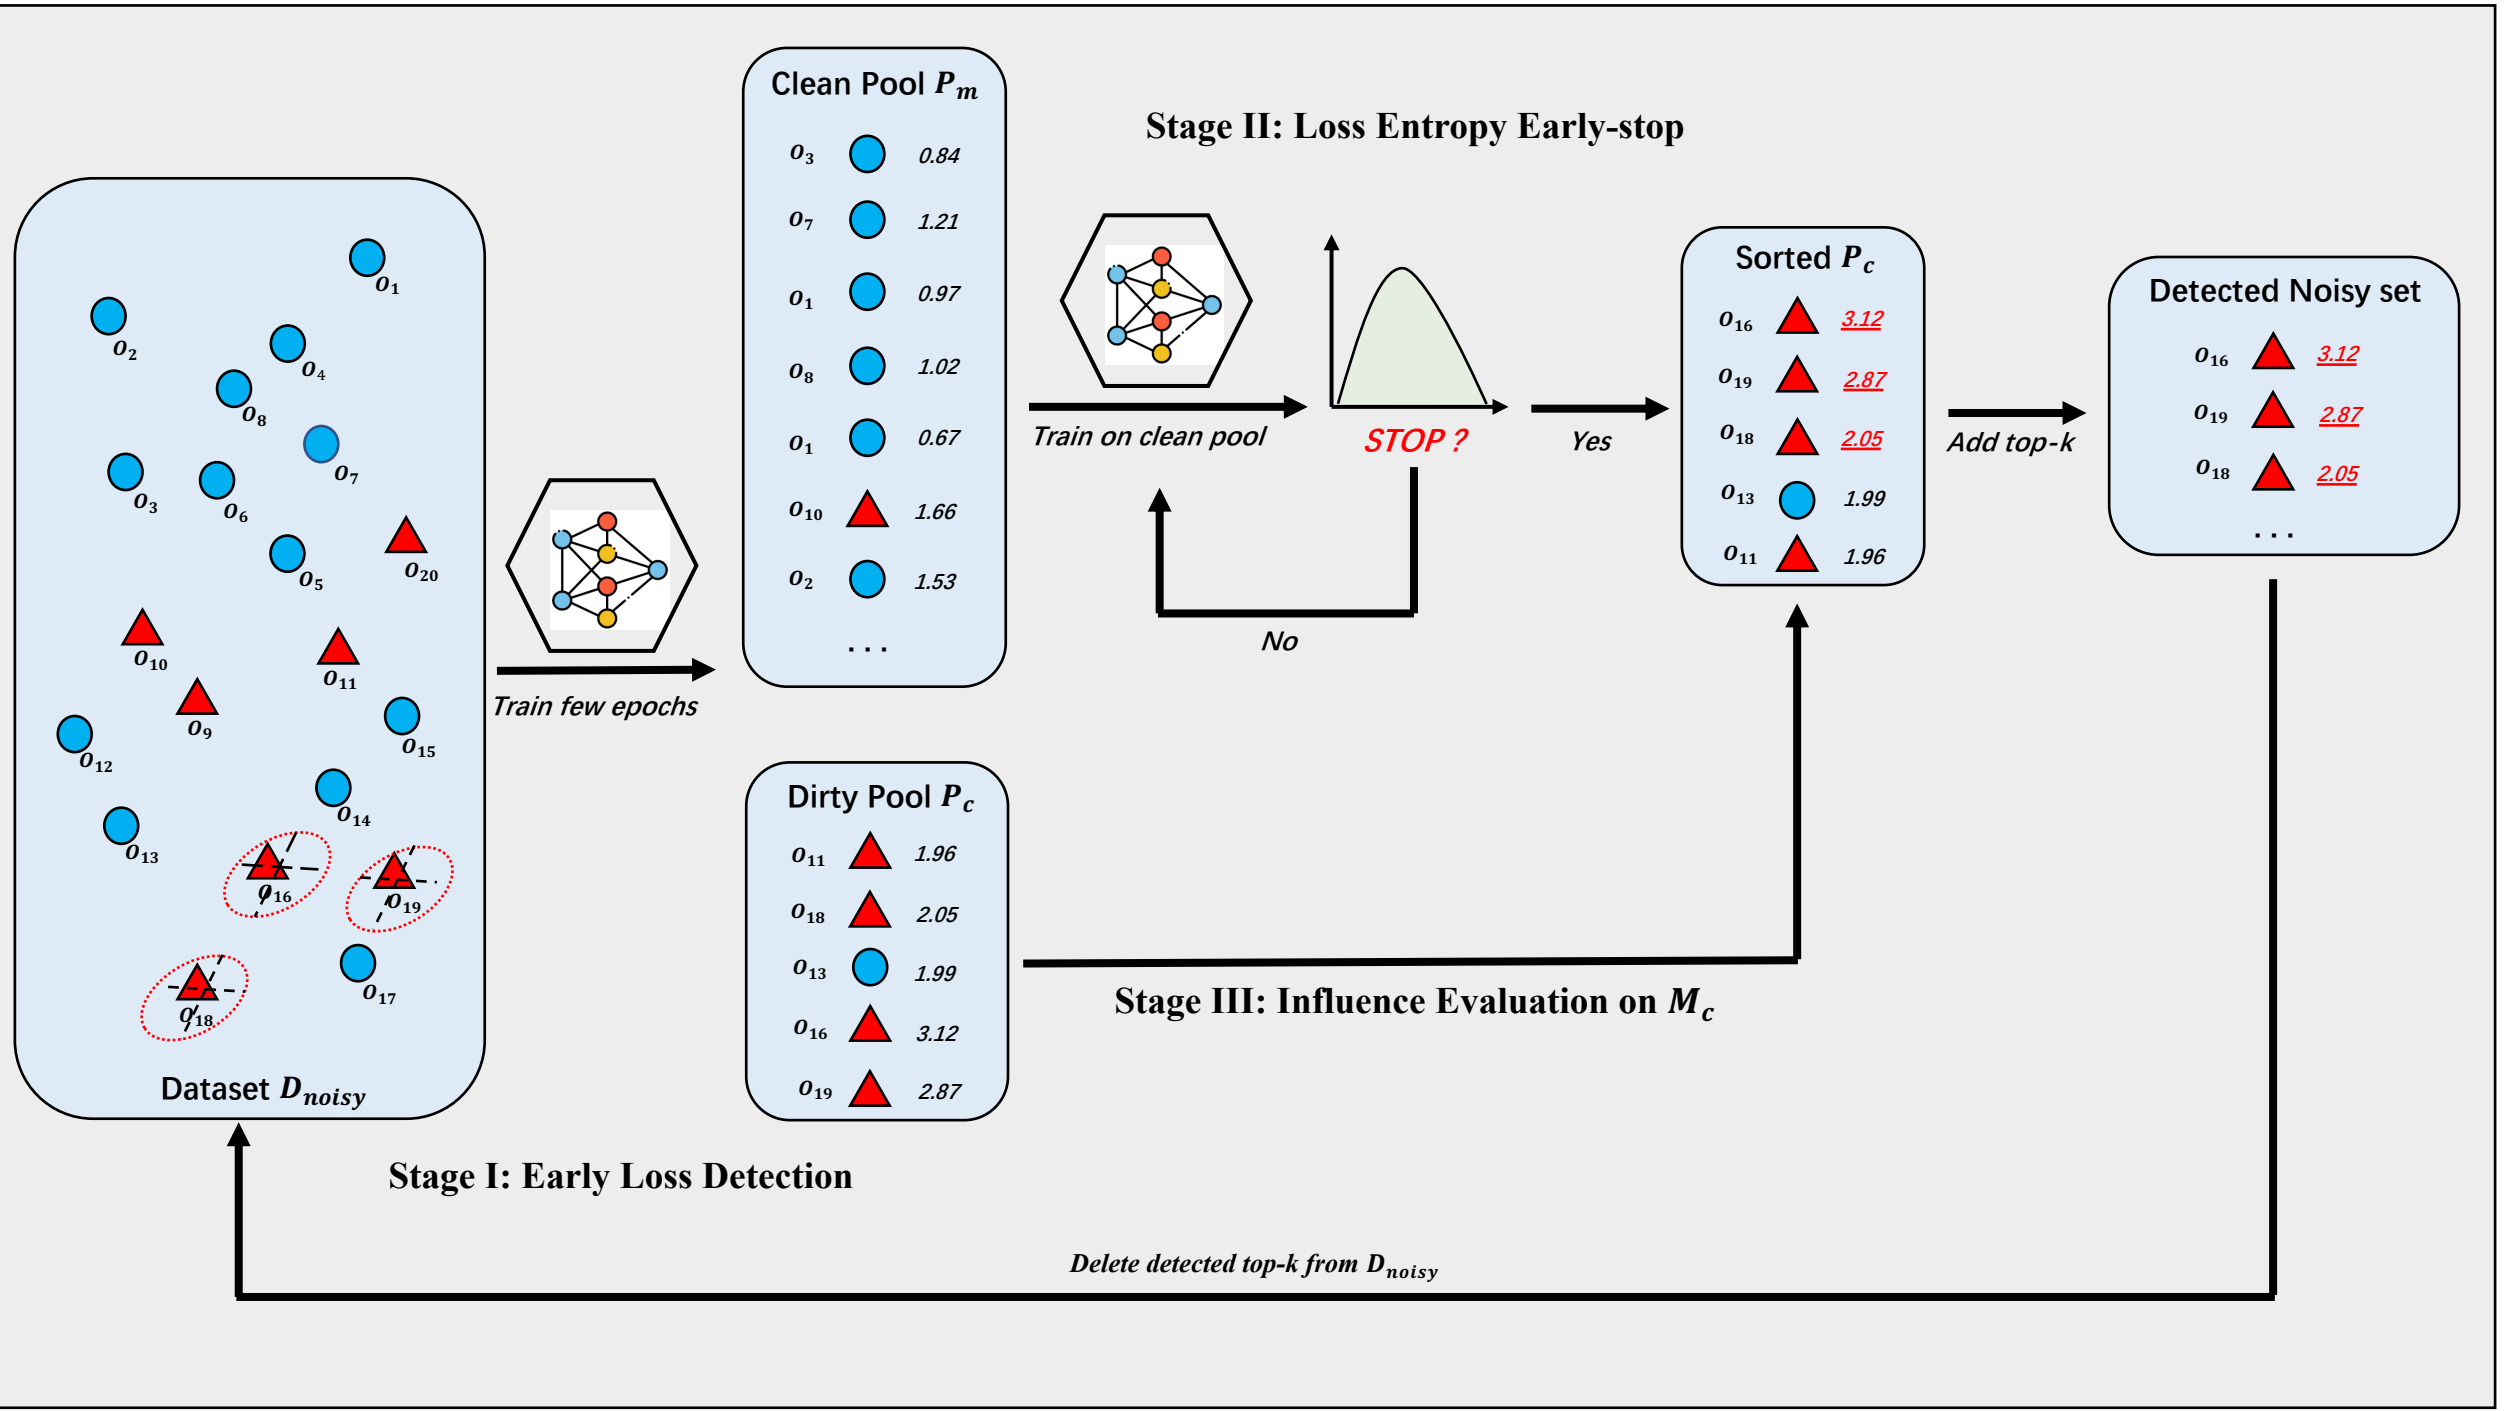 Clean Pool P_m
o_3 0.84
o_7 1.21
o_1 0.97
o_8 1.02
o_1 0.67
o_10 1.66
o_2 1.53
...
Stage II: Loss Entropy Early-stop
Train on clean pool
STOP ?
Yes
No
Sorted P_c
o_16 3.12
o_19 2.87
o_18 2.05
o_13 1.99
o_11 1.96
Add top-k
Detected Noisy set
o_16 3.12
o_19 2.87
o_18 2.05
...
o_1
o_2
o_4
o_8
o_7
o_3
o_6
o_5
o_20
o_10
o_11
o_9
o_15
o_12
o_14
o_13
o_16
o_19
o_17
o_18
Dataset D_noisy
Train few epochs
Dirty Pool P_c
o_11 1.96
o_18 2.05
o_13 1.99
o_16 3.12
o_19 2.87
Stage III: Influence Evaluation on M_c
Stage I: Early Loss Detection
Delete detected top-k from D_noisy